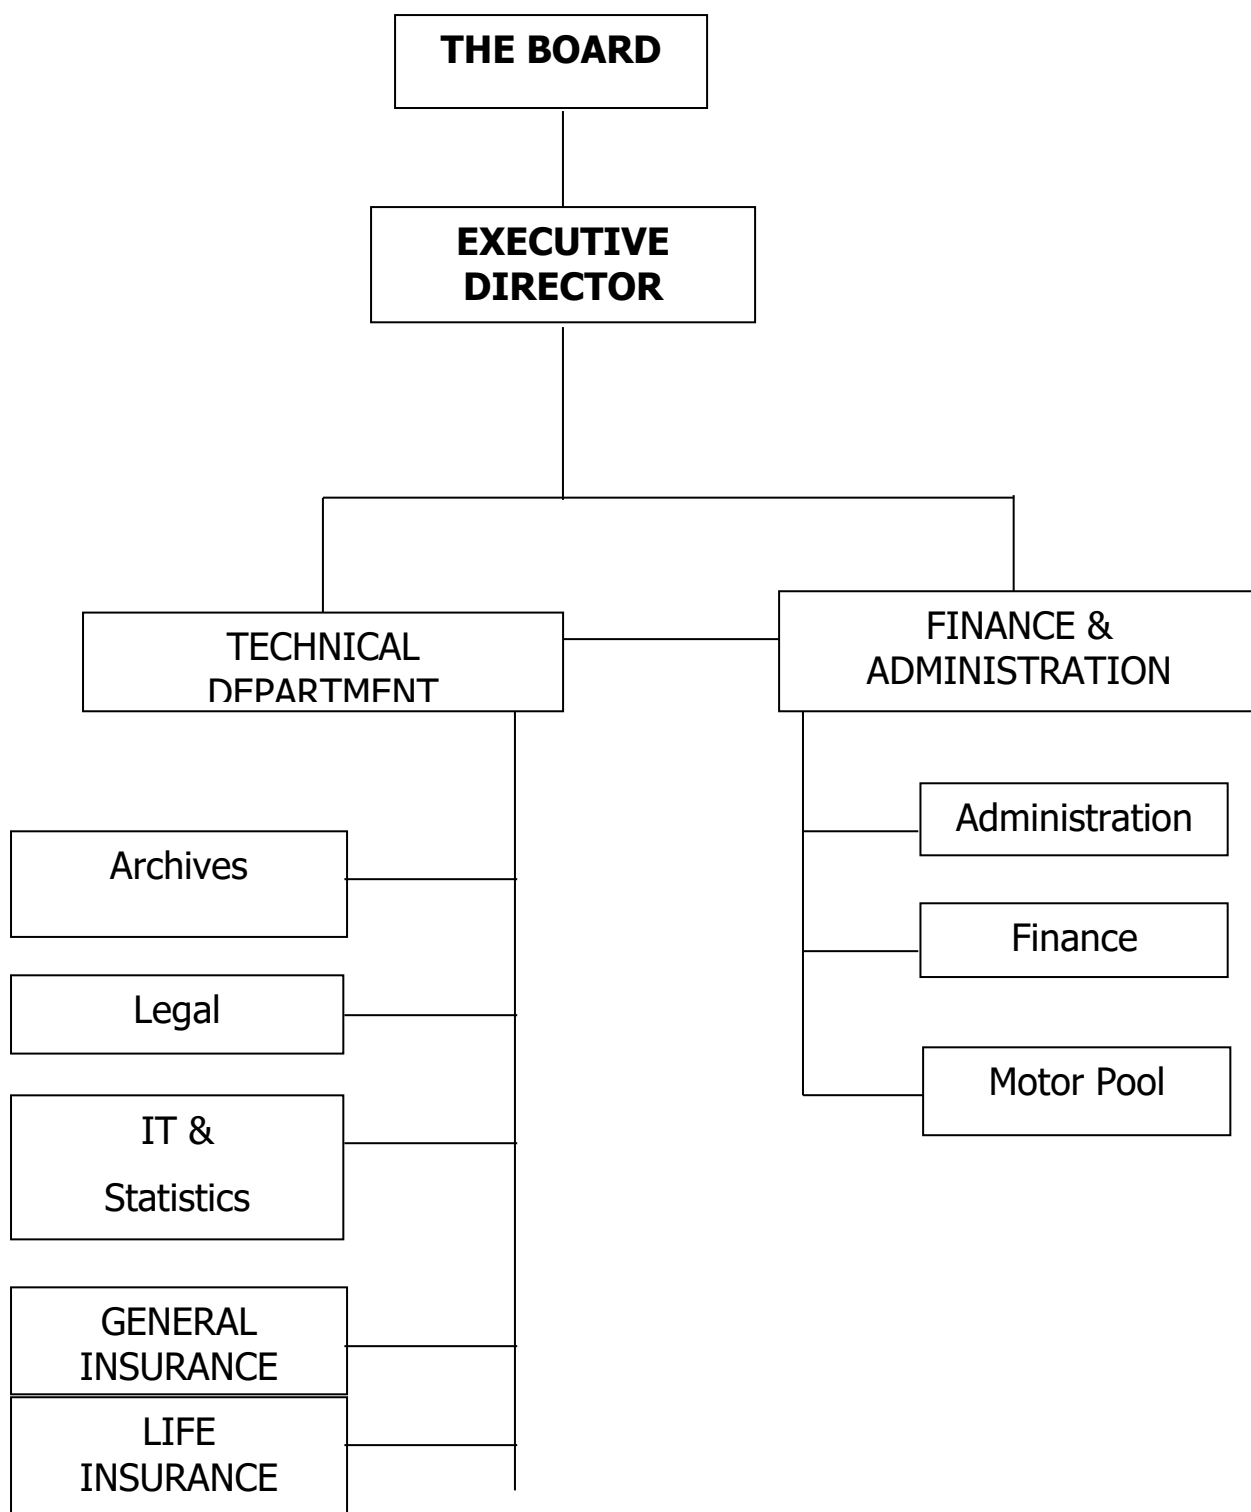 THE BOARD
EXECUTIVE
DIRECTOR
TECHNICAL
DEPARTMENT
FINANCE &
ADMINISTRATION
Archives
Legal
IT &
Statistics
GENERAL
INSURANCE
LIFE
INSURANCE
Administration
Finance
Motor Pool